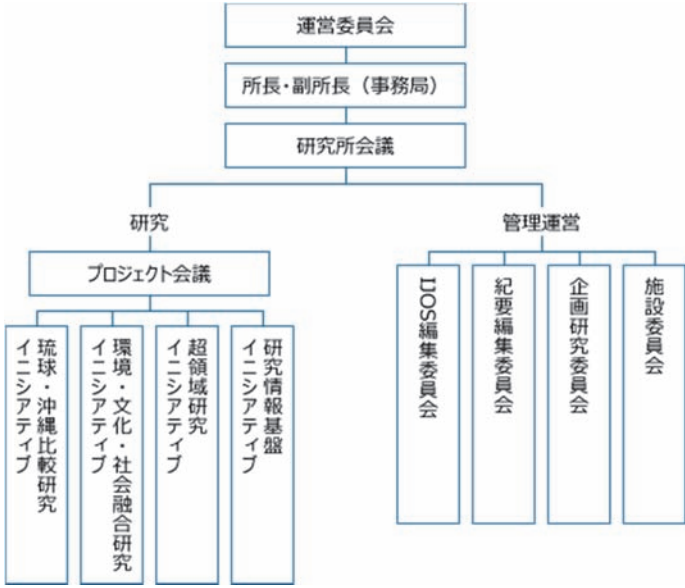 運営委員会
所長・副所長（事務局）
研究所会議
研究
管理運営
プロジェクト会議
琉球・沖縄比較研究
イニシアティブ
環境・文化・社会融合研究
イニシアティブ
超領域研究
イニシアティブ
研究情報基盤
イニシアティブ
IJOS編集委員会
紀要編集委員会
企画研究委員会
施設委員会